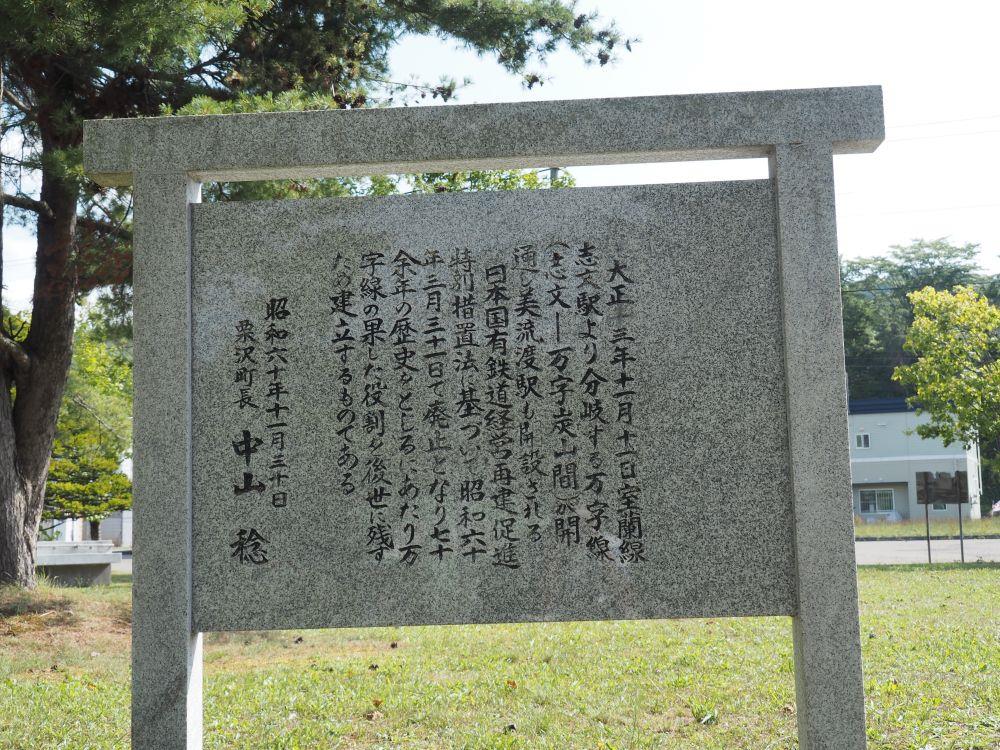 大正三年十一月十一日室蘭線
志文駅より分岐する万字線
(志文—万字炭山間)が開
通し美流渡駅も開設される
日本国有鉄道経営再建促進
特別措置法に基づいて昭和六十
年三月三十一日で廃止となり七十
余年の歴史をとじるにあたり万
字線の果した役割を後世に残す
ため建立するものである
昭和六十年十一月三十日
栗沢町長 中山 稔